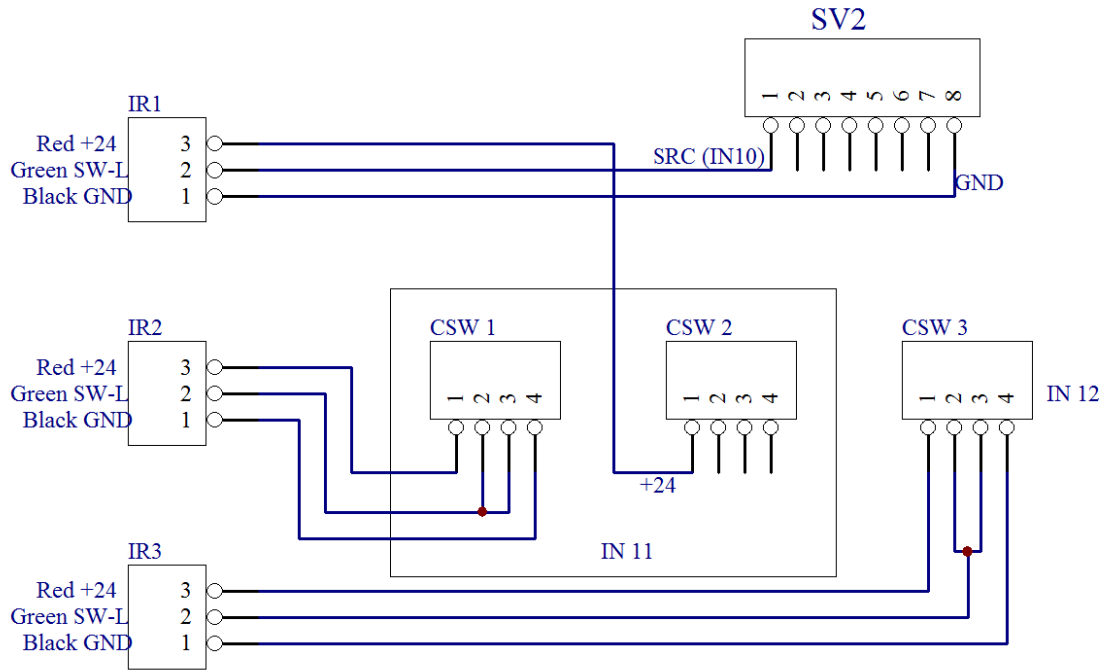 SV2
1 2 3 4 5 6 7 8
IR1
Red +24 3
Green SW-L 2
Black GND 1
SRC (IN10)
GND
IR2
Red +24 3
Green SW-L 2
Black GND 1
CSW 1
1 2 3 4
CSW 2
1 2 3 4
CSW 3
1 2 3 4
IN 12
+24
IN 11
IR3
Red +24 3
Green SW-L 2
Black GND 1